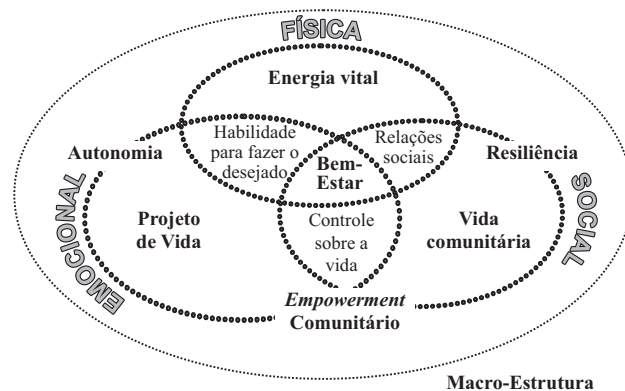 FÍSICA
Energia vital
Habilidade
para fazer o
desejado
Relações
sociais
Autonomia
Bem-
Estar
Resiliência
EMOCIONAL
Projeto
de Vida
Controle
sobre a
vida
Vida
comunitária
SOCIAL
Empowerment
Comunitário
Macro-Estrutura